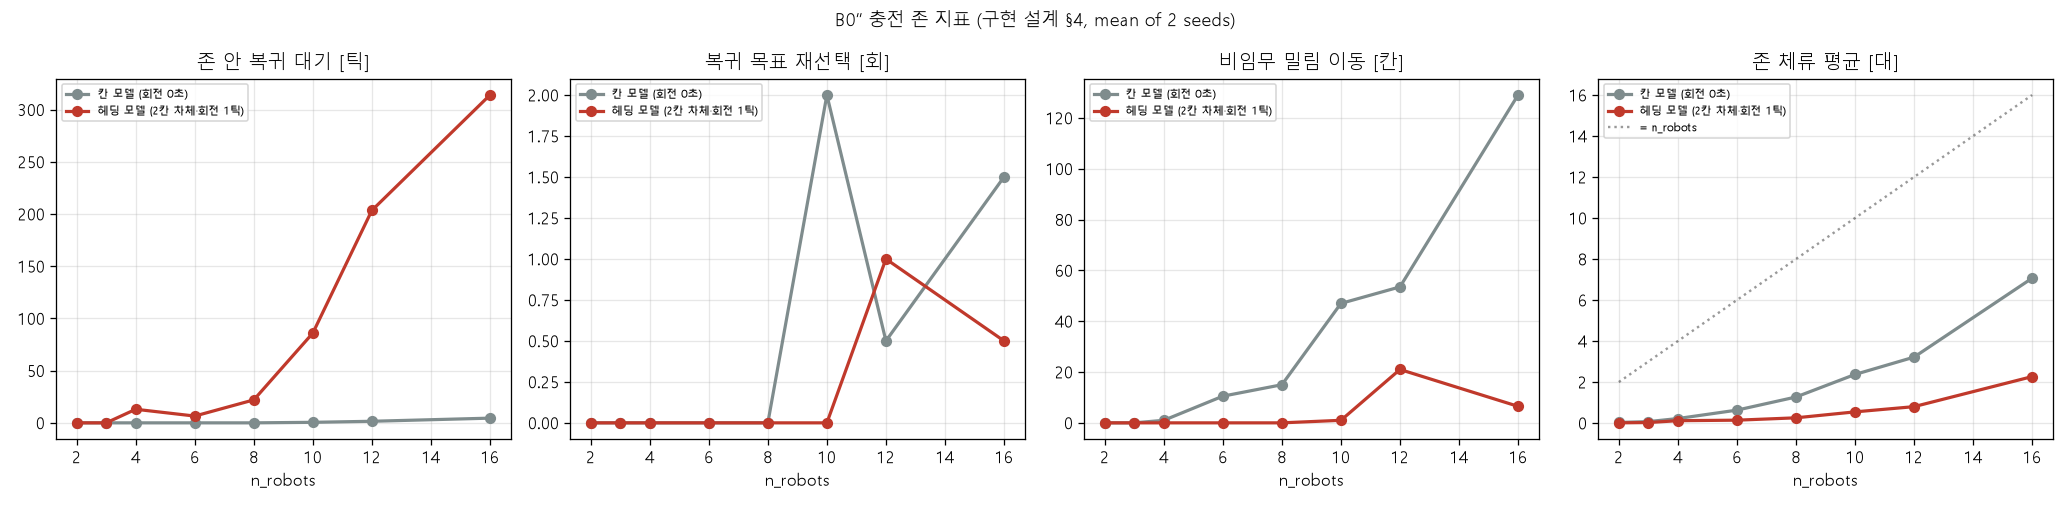 B0″ 충전 존 지표 (구현 설계 §4, mean of 2 seeds)
존 안 복귀 대기 [틱]
칸 모델 (회전 0초)
헤딩 모델 (2칸 차체·회전 1틱)
300
250
200
150
100
50
0
2 4 6 8 10 12 14 16
n_robots
복귀 목표 재선택 [회]
칸 모델 (회전 0초)
헤딩 모델 (2칸 차체·회전 1틱)
2.00
1.75
1.50
1.25
1.00
0.75
0.50
0.25
0.00
2 4 6 8 10 12 14 16
n_robots
비임무 밀림 이동 [칸]
칸 모델 (회전 0초)
헤딩 모델 (2칸 차체·회전 1틱)
120
100
80
60
40
20
0
2 4 6 8 10 12 14 16
n_robots
존 체류 평균 [대]
칸 모델 (회전 0초)
헤딩 모델 (2칸 차체·회전 1틱)
= n_robots
16
14
12
10
8
6
4
2
0
2 4 6 8 10 12 14 16
n_robots